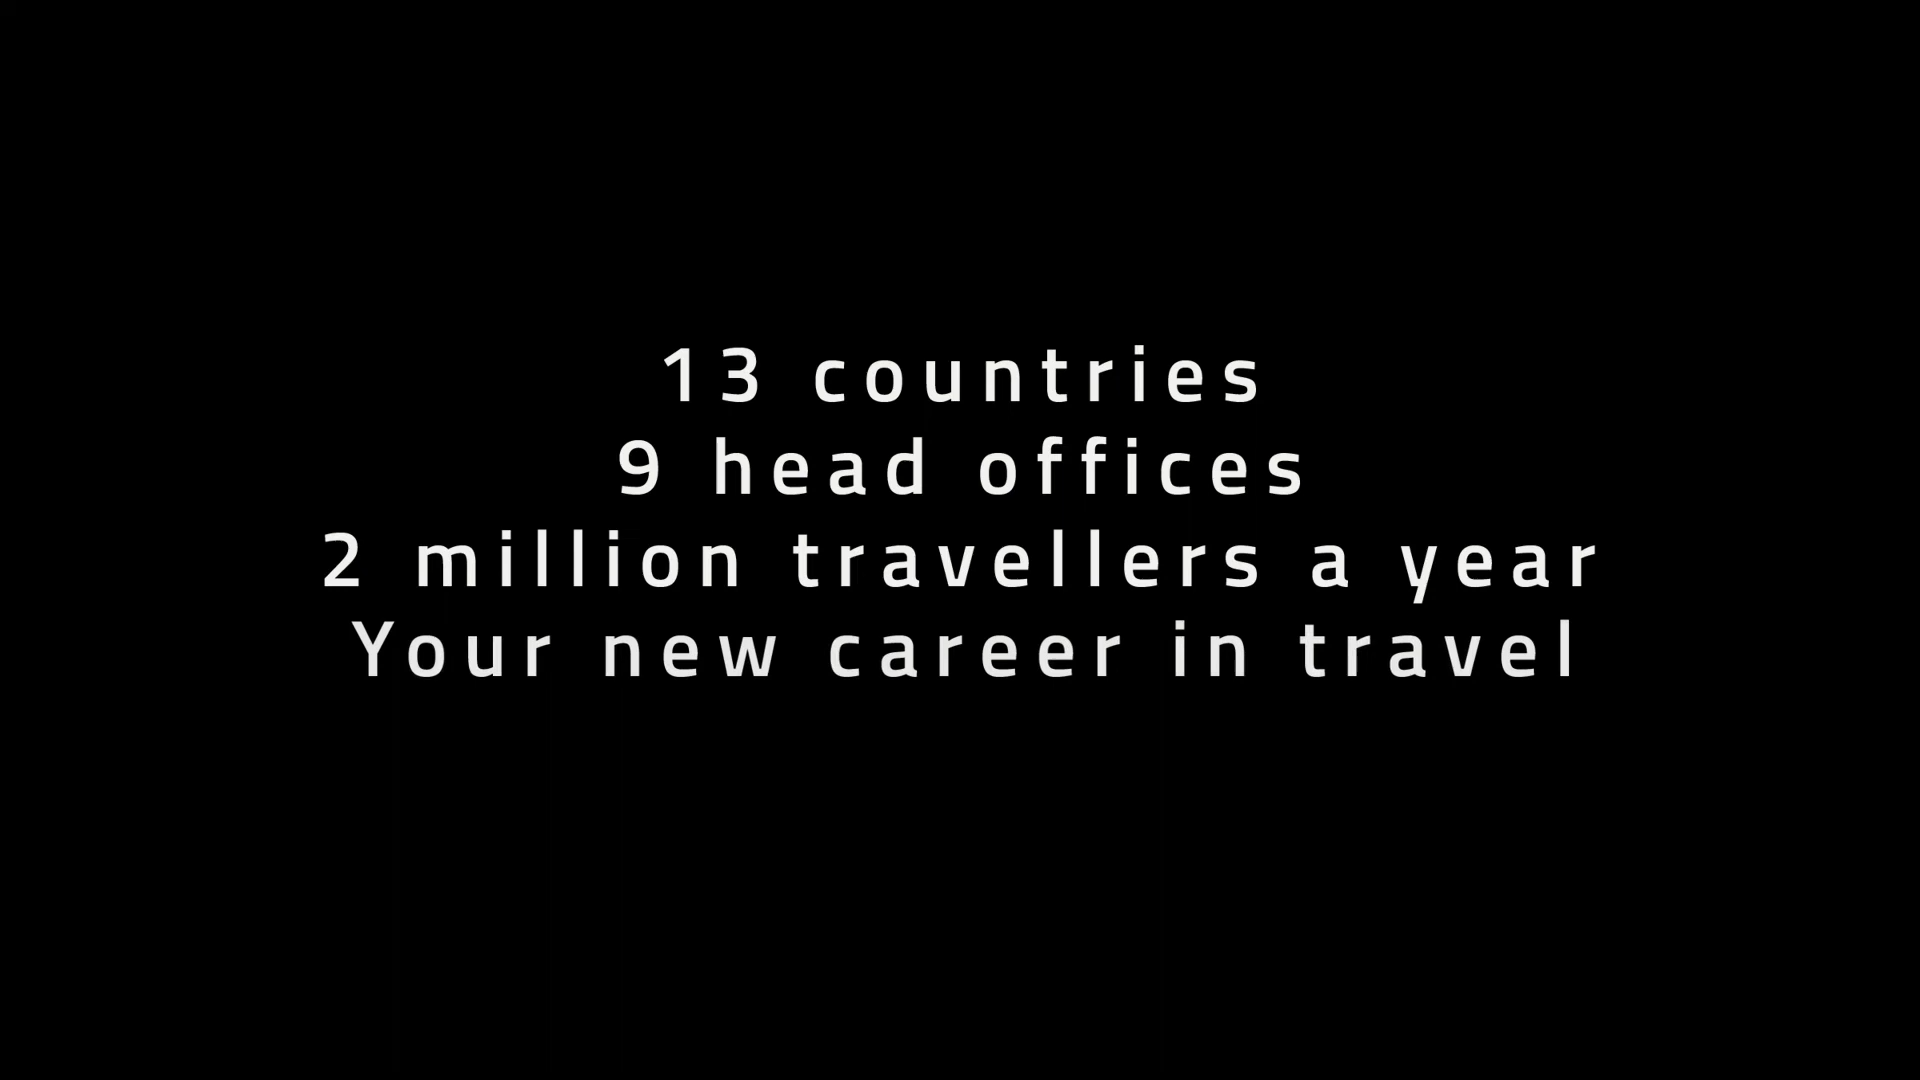 13 countries
9 head offices
2 million travellers a year
Your new career in travel